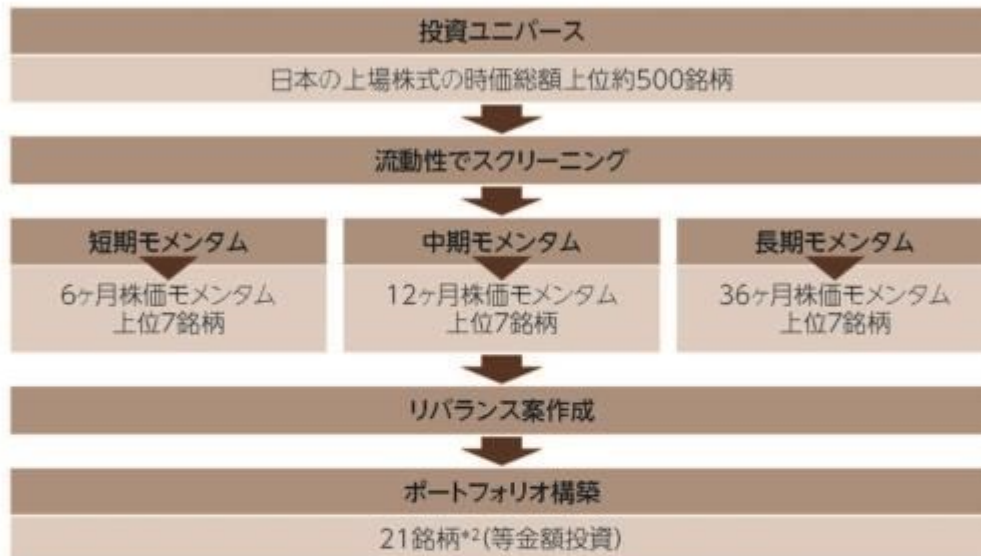 投資ユニバース
日本の上場株式の時価総額上位約500銘柄
流動性でスクリーニング
短期モメンタム
6ヶ月株価モメンタム
上位7銘柄
中期モメンタム
12ヶ月株価モメンタム
上位7銘柄
長期モメンタム
36ヶ月株価モメンタム
上位7銘柄
リバランス案作成
ポートフォリオ構築
21銘柄*2(等金額投資)